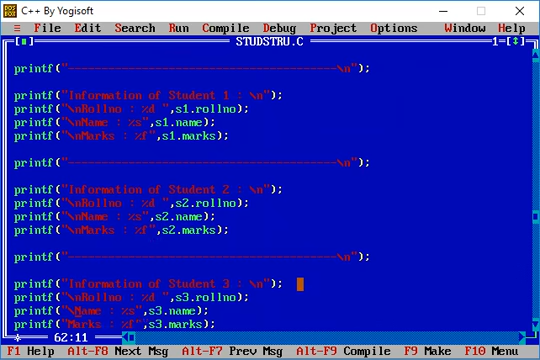 C++ By Yogisoft
≡ File Edit Search Run Compile Debug Project Options Window Help
[■] STUDSTRU.C 1=[↕]
printf("-------------------------------------\n");
printf("Information of Student 1 : \n");
printf("\nRollno : %d ",s1.rollno);
printf("\nName : %s",s1.name);
printf("\nMarks : %f",s1.marks);
printf("-------------------------------------\n");
printf("Information of Student 2 : \n");
printf("\nRollno : %d ",s2.rollno);
printf("\nName : %s",s2.name);
printf("\nMarks : %f",s2.marks);
printf("-------------------------------------\n");
printf("Information of Student 3 : \n");
printf("\nRollno : %d ",s3.rollno);
printf("\Name : %s",s3.name);
printf("Marks : %f",s3.marks);
* 62:11
F1 Help Alt-F8 Next Msg Alt-F7 Prev Msg Alt-F9 Compile F9 Make F10 Menu